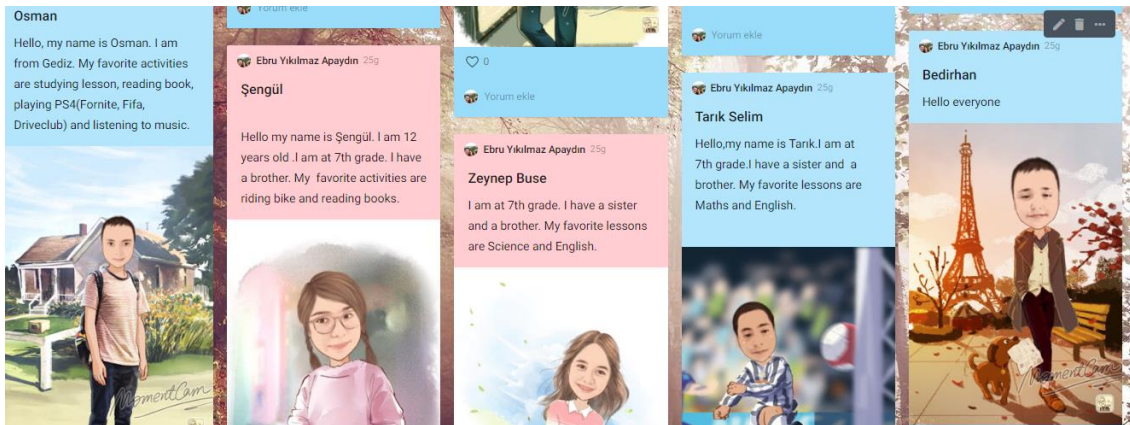 Osman
Hello, my name is Osman. I am
from Gediz. My favorite activities
are studying lesson, reading book,
playing PS4(Fornite, Fifa,
Driveclub) and listening to music.
MomentCam
Yorum ekle
Ebru Yıkılmaz Apaydın 25g
Şengül
Hello my name is Şengül. I am 12
years old .I am at 7th grade. I have
a brother. My  favorite activities are
riding bike and reading books.
0
Yorum ekle
Ebru Yıkılmaz Apaydın 25g
Zeynep Buse
I am at 7th grade. I have a sister
and a brother. My favorite lessons
are Science and English.
Yorum ekle
Ebru Yıkılmaz Apaydın 25g
Tarık Selim
Hello,my name is Tarık.I am at
7th grade.I have a sister and  a
brother. My favorite lessons are
Maths and English.
Ebru Yıkılmaz Apaydın 25g
Bedirhan
Hello everyone
MomentCam